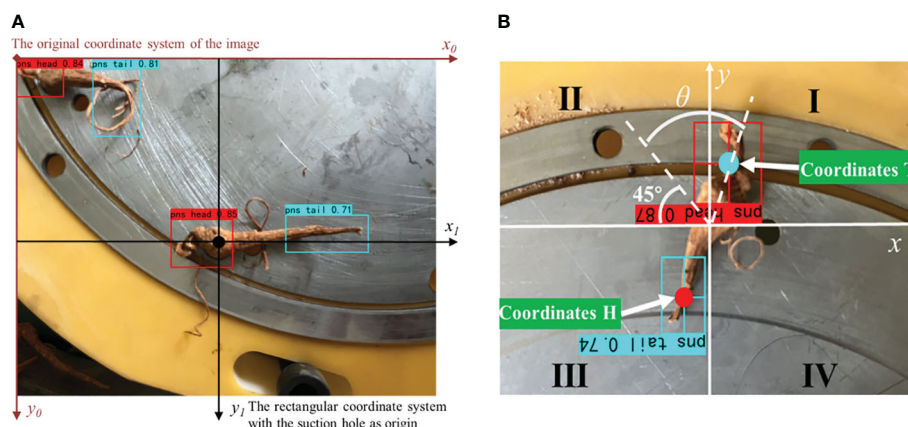 A
B
The original coordinate system of the image
x0
pns head 0.84
pns tail 0.81
pns head 0.85
pns tail 0.71
x1
y0
y1
The rectangular coordinate system
with the suction hole as origin
y
II
θ
I
Coordinates T
45°
pns head 0.87
x
Coordinates H
pns tail 0.74
III
IV